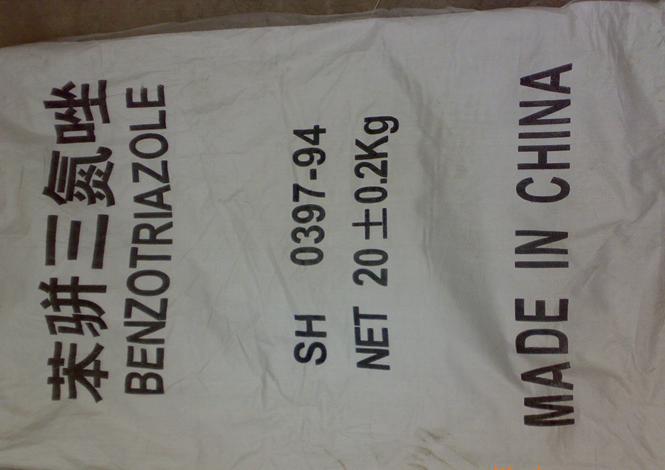 苯骈三氮唑
BENZOTRIAZOLE
SH 0397-94
NET 20±0.2Kg
MADE IN CHINA